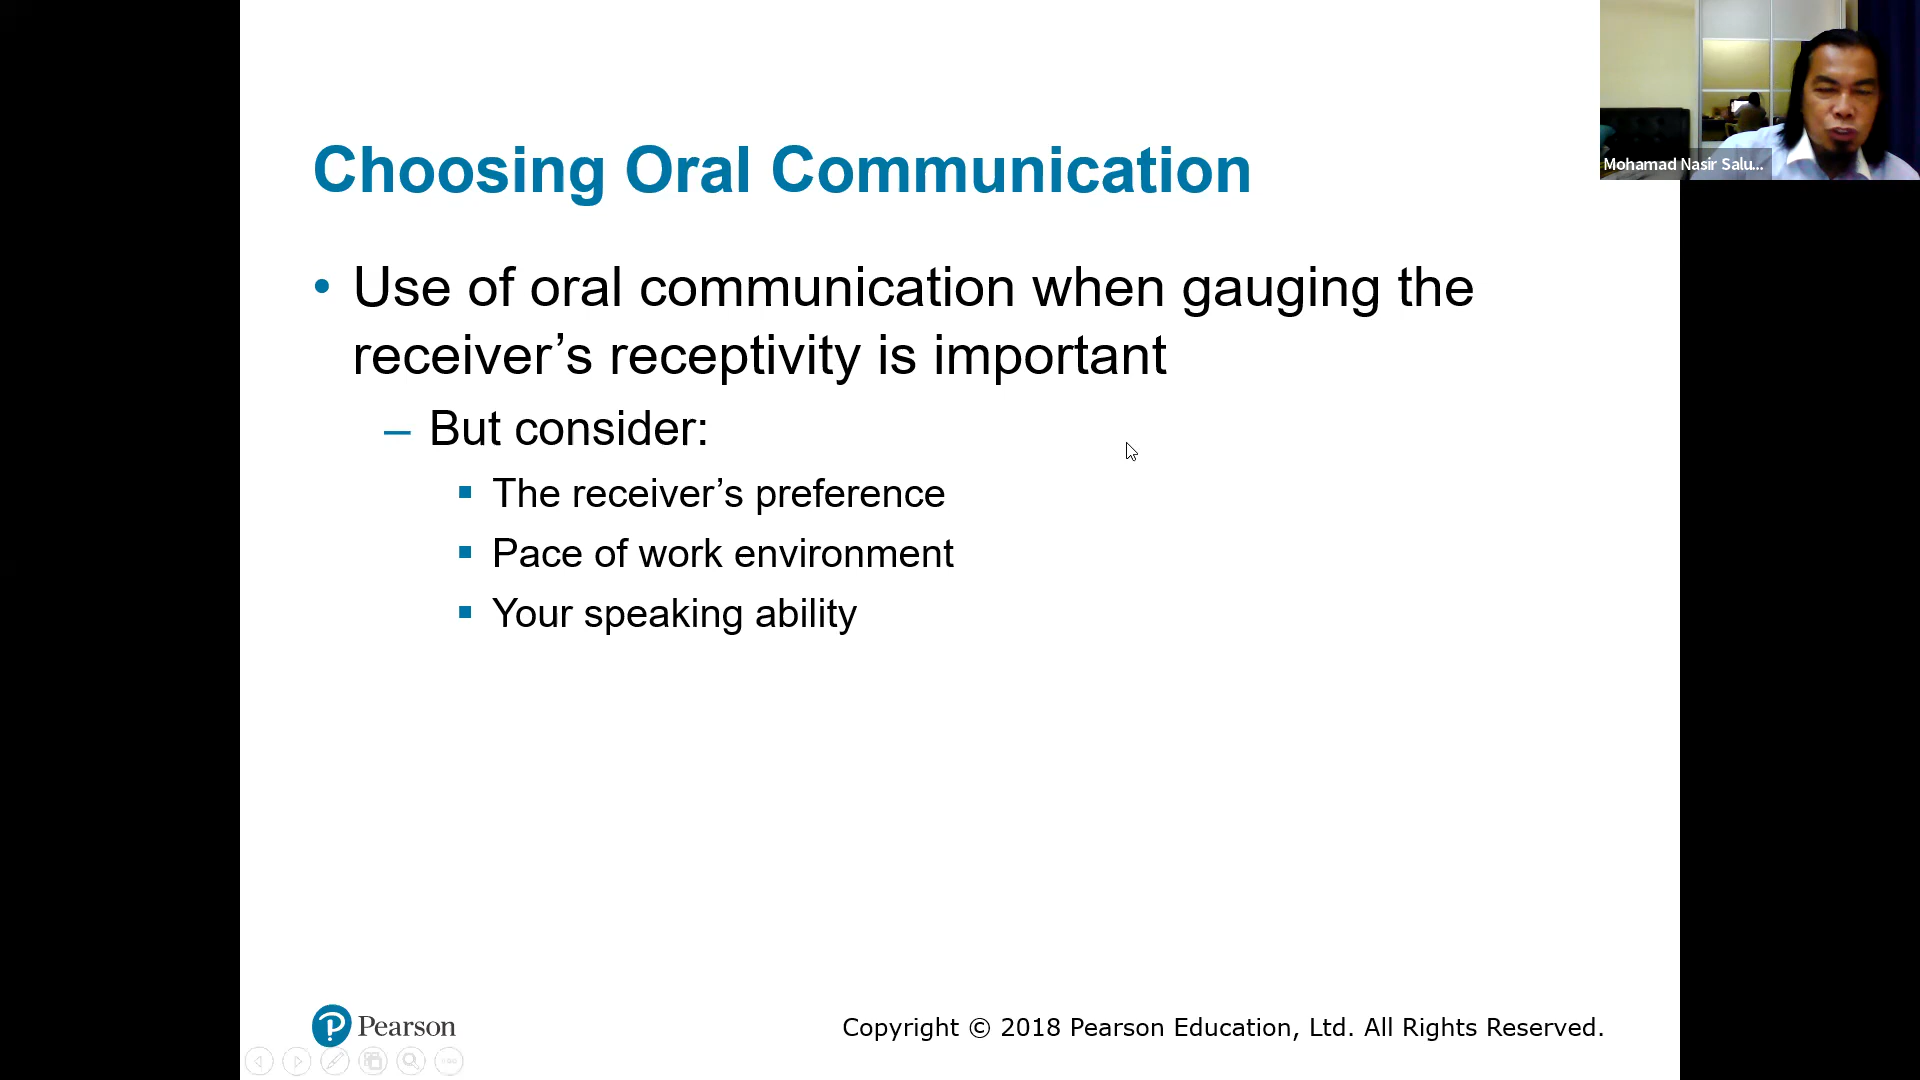 Choosing Oral Communication
• Use of oral communication when gauging the
receiver’s receptivity is important
– But consider:
▪ The receiver’s preference
▪ Pace of work environment
▪ Your speaking ability
Mohamad Nasir Salu...
Pearson
Copyright © 2018 Pearson Education, Ltd. All Rights Reserved.